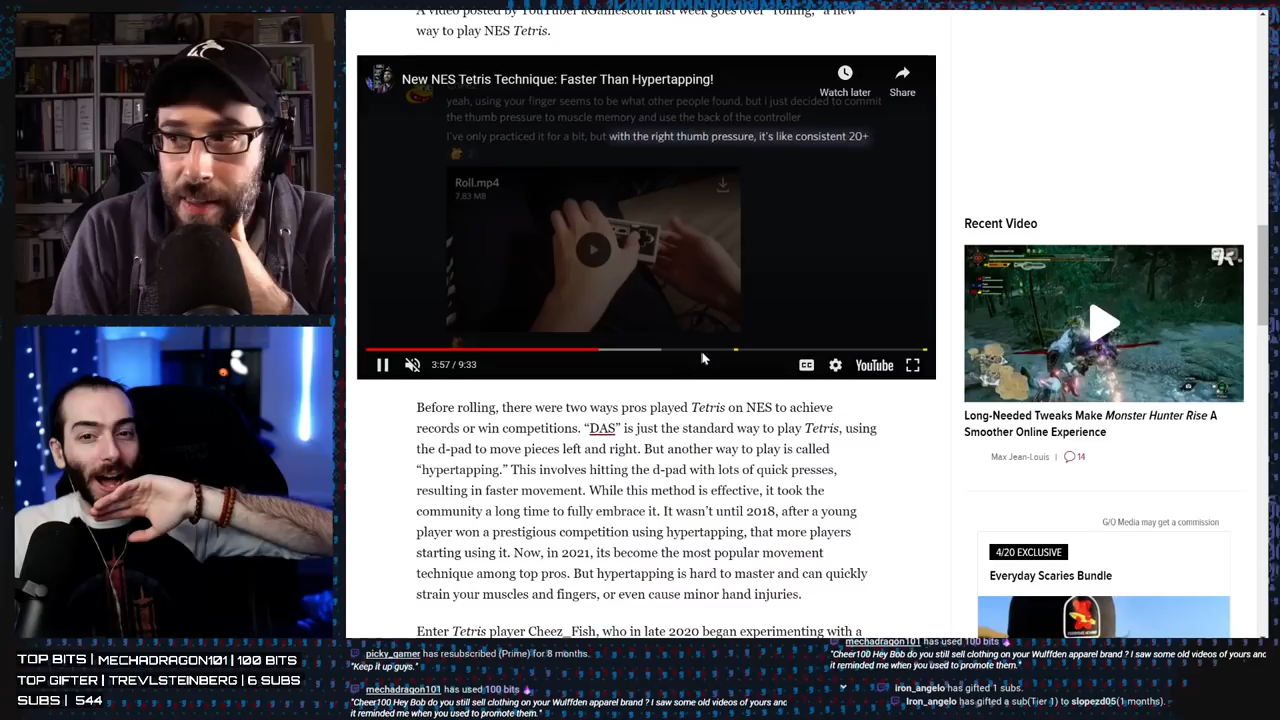 A video posted by YouTuber aGamescout last week goes over "rolling," a new
way to play NES Tetris.
New NES Tetris Technique: Faster Than Hypertapping!
Watch later
Share
yeah, using your finger seems to be what other people found, but i just decided to commit
the thumb pressure to muscle memory and use the back of the controller
I've only practiced it for a bit, but with the right thumb pressure, it's like consistent 20+
Roll.mp4
7.83 MB
3:57 / 9:33
CC
YouTube
Before rolling, there were two ways pros played Tetris on NES to achieve
records or win competitions. “DAS” is just the standard way to play Tetris, using
the d-pad to move pieces left and right. But another way to play is called
“hypertapping.” This involves hitting the d-pad with lots of quick presses,
resulting in faster movement. While this method is effective, it took the
community a long time to fully embrace it. It wasn’t until 2018, after a young
player won a prestigious competition using hypertapping, that more players
starting using it. Now, in 2021, its become the most popular movement
technique among top pros. But hypertapping is hard to master and can quickly
strain your muscles and fingers, or even cause minor hand injuries.
Enter Tetris player Cheez_Fish, who in late 2020 began experimenting with a
Recent Video
Long-Needed Tweaks Make Monster Hunter Rise A
Smoother Online Experience
Max Jean-Louis | 14
G/O Media may get a commission
4/20 EXCLUSIVE
Everyday Scaries Bundle
TOP BITS | MECHADRAGON101 | 100 BITS
TOP GIFTER | TREVLSTEINBERG | 6 SUBS
SUBS | 544
picky_gamer has resubscribed (Prime) for 8 months.
"Keep it up guys."
mechadragon101 has used 100 bits
"Cheer100 Hey Bob do you still sell clothing on your Wulffden apparel brand ? I saw some old videos of yours and
it reminded me when you used to promote them."
mechadragon101 has used 100 bits
"Cheer100 Hey Bob do you still sell clothing on your Wulffden apparel brand ? I saw some old videos of yours and
it reminded me when you used to promote them."
iron_angelo has gifted 1 subs.
iron_angelo has gifted a sub(Tier 1) to slopezd05(1 months).